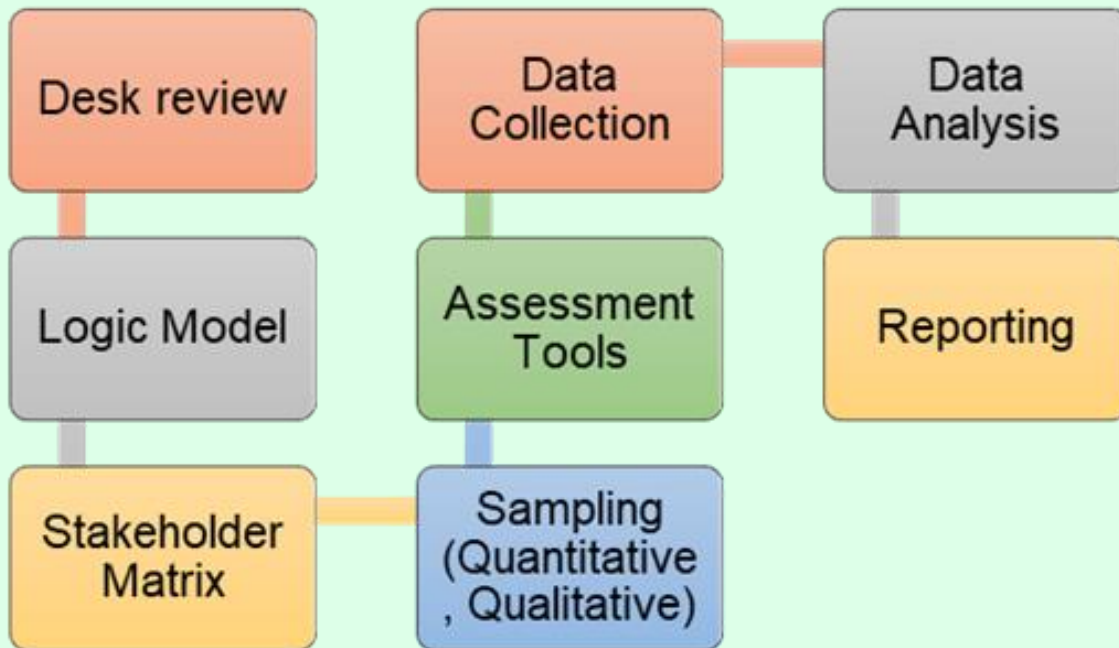 Desk review
Logic Model
Stakeholder
Matrix
Sampling
(Quantitative
, Qualitative)
Assessment
Tools
Data
Collection
Data
Analysis
Reporting